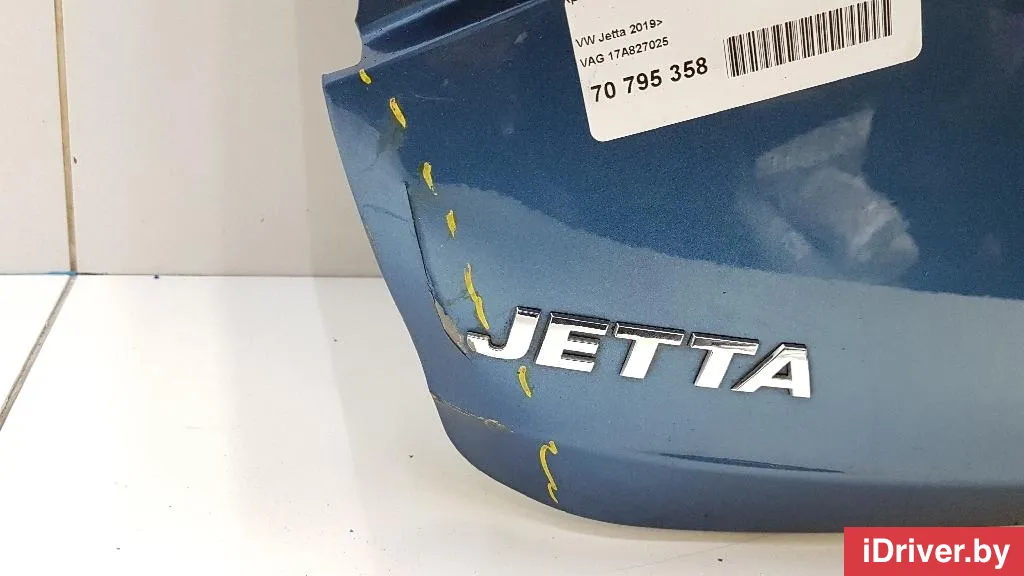 VW Jetta 2019>
VAG 17A827025
70 795 358
JETTA
iDriver.by